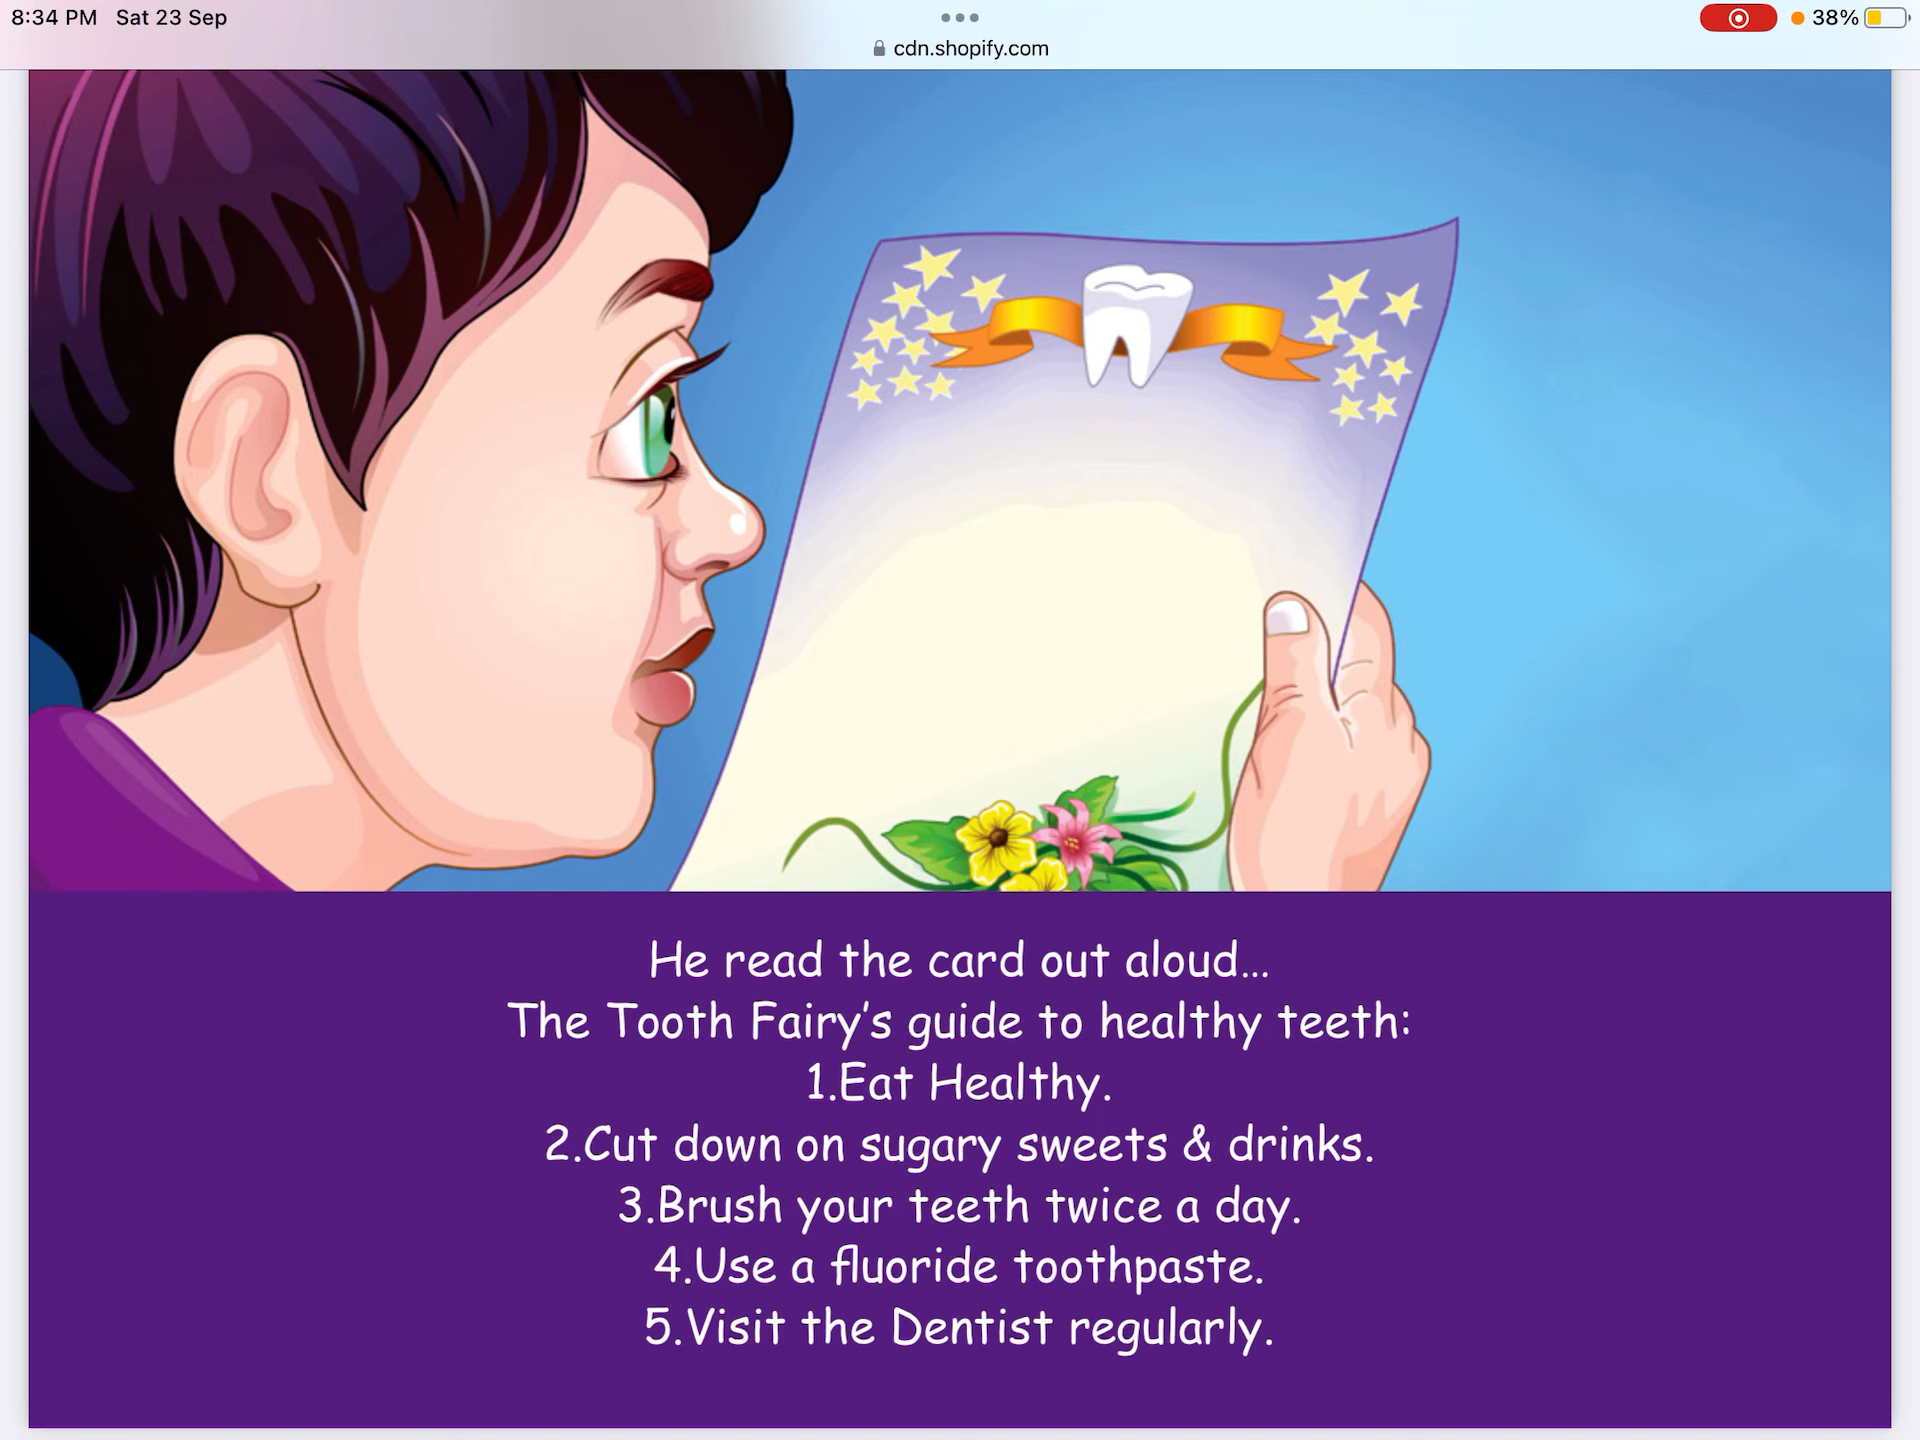 8:34 PM Sat 23 Sep
38%
cdn.shopify.com
He read the card out aloud...
The Tooth Fairy's guide to healthy teeth:
1.Eat Healthy.
2.Cut down on sugary sweets & drinks.
3.Brush your teeth twice a day.
4.Use a fluoride toothpaste.
5.Visit the Dentist regularly.